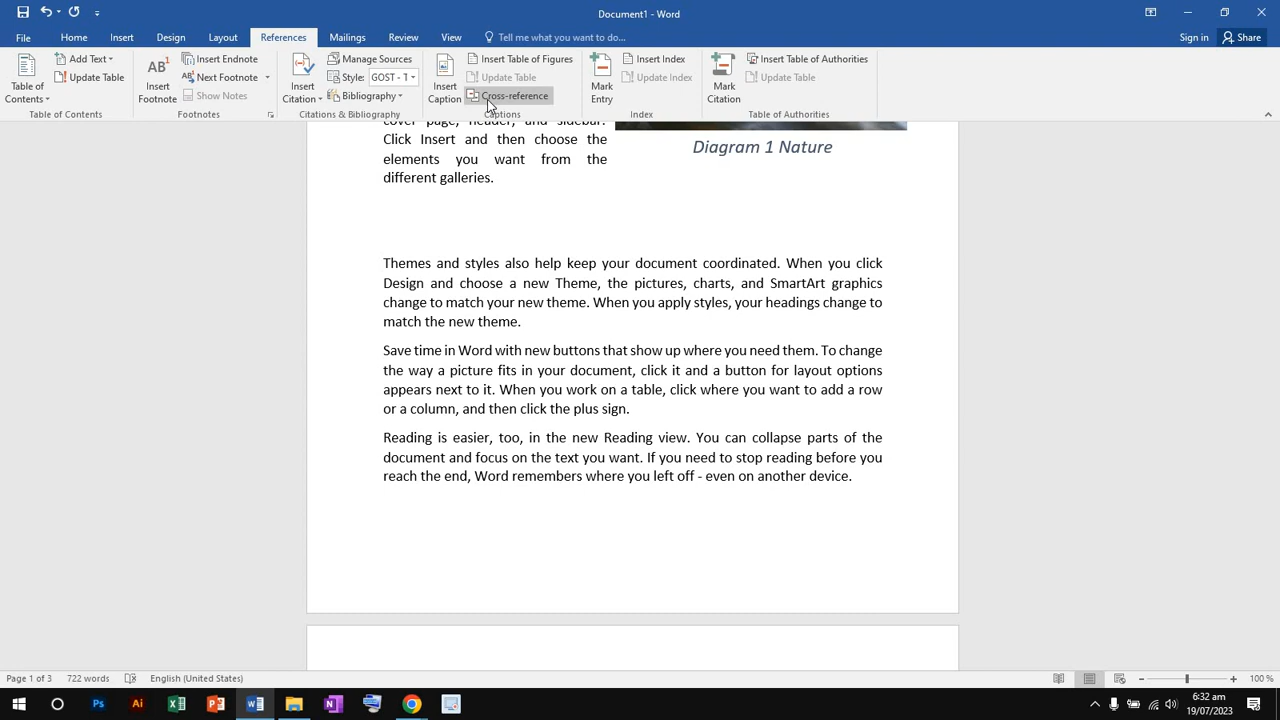 Document1 - Word
File Home Insert Design Layout References Mailings Review View Tell me what you want to do... Sign in Share
Table of Contents
Add Text
Update Table
Table of Contents
AB1
Insert Footnote
Insert Endnote
Next Footnote
Show Notes
Footnotes
Insert Citation
Manage Sources
Style: GOST - T
Bibliography
Citations & Bibliography
Insert Caption
Insert Table of Figures
Update Table
Cross-reference
Captions
Mark Entry
Insert Index
Update Index
Index
Mark Citation
Insert Table of Authorities
Update Table
Table of Authorities
cover page, header, and sidebar.
Click Insert and then choose the
elements you want from the
different galleries.
Diagram 1 Nature
Themes and styles also help keep your document coordinated. When you click
Design and choose a new Theme, the pictures, charts, and SmartArt graphics
change to match your new theme. When you apply styles, your headings change to
match the new theme.
Save time in Word with new buttons that show up where you need them. To change
the way a picture fits in your document, click it and a button for layout options
appears next to it. When you work on a table, click where you want to add a row
or a column, and then click the plus sign.
Reading is easier, too, in the new Reading view. You can collapse parts of the
document and focus on the text you want. If you need to stop reading before you
reach the end, Word remembers where you left off - even on another device.
Page 1 of 3 722 words English (United States) 100 %
Ps Ai
6:32 am
19/07/2023